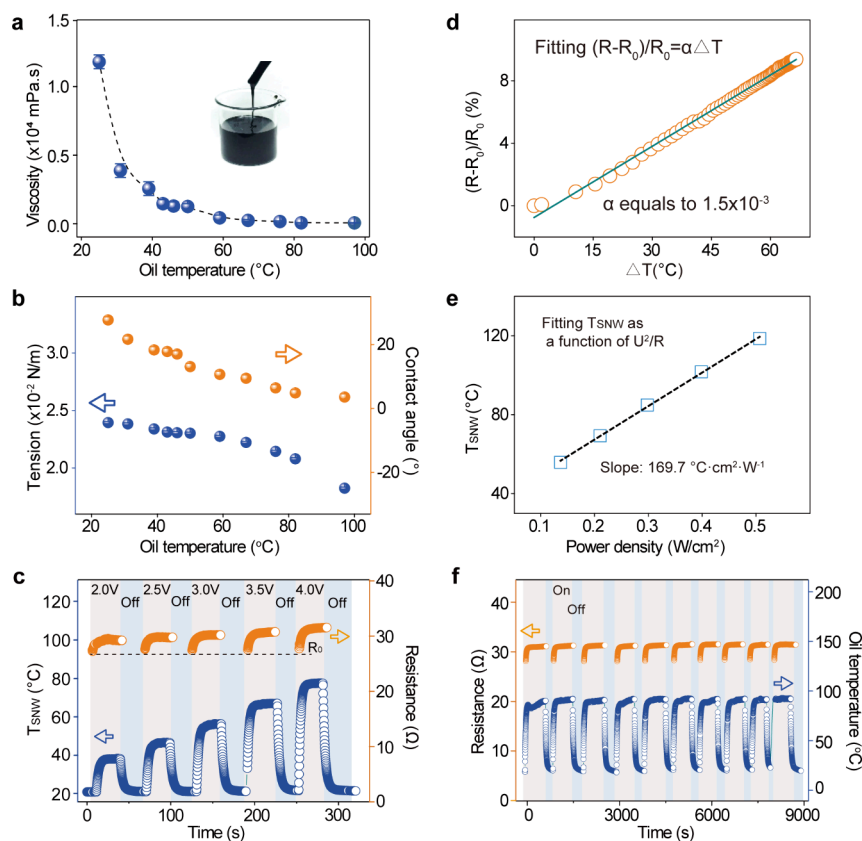 a
Viscosity (x10⁴ mPa.s)
1.5
1.2
0.9
0.5
0.0
20
40
60
80
100
Oil temperature (°C)
d
Fitting (R-R₀)/R₀=α△T
(R-R₀)/R₀ (%)
8
4
0
α equals to 1.5x10⁻³
0
15
30
45
60
△T(°C)
b
Tension (x10⁻² N/m)
3.0
2.5
2.0
20
0
-20
Contact angle (°)
20
40
60
80
100
Oil temperature (°C)
e
Fitting TSNW as
a function of U²/R
TSNW (°C)
120
80
40
Slope: 169.7 °C·cm²·W⁻¹
0.1
0.2
0.3
0.4
0.5
Power density (W/cm²)
c
2.0V
2.5V
3.0V
3.5V
4.0V
Off
Off
Off
Off
Off
R₀
TSNW (°C)
120
100
80
60
40
20
40
30
20
10
0
Resistance (Ω)
0
100
200
300
Time (s)
f
On
Off
Resistance (Ω)
45
40
30
20
10
0
200
150
100
50
0
Oil temperature (°C)
0
3000
6000
9000
Time (s)